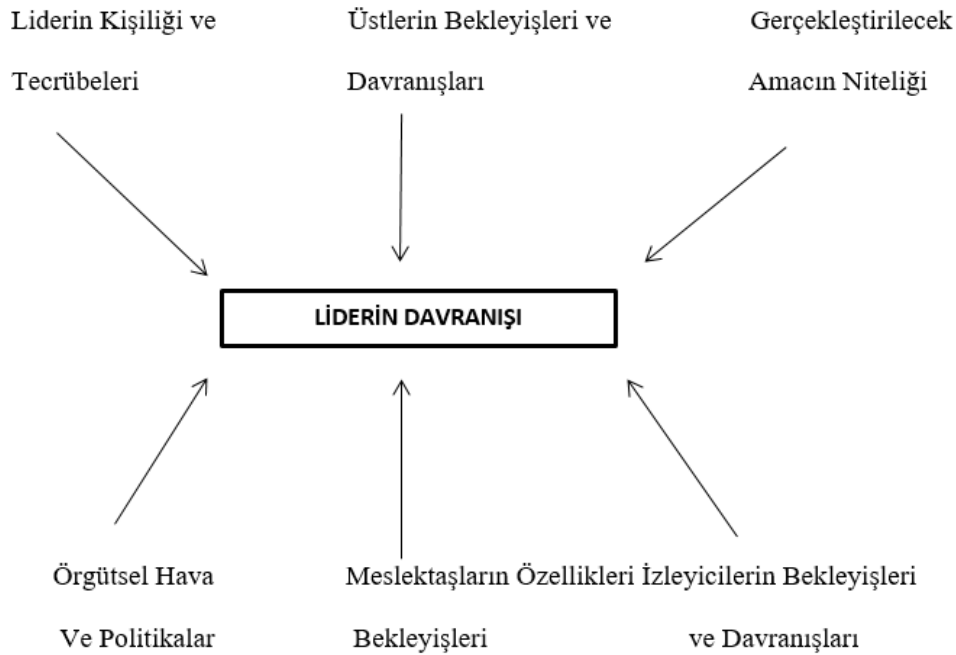 Liderin Kişiliği ve Üstlerin Bekleyişleri ve Gerçekleştirilecek
Tecrübeleri Davranışları Amacın Niteliği
LİDERİN DAVRANIŞI
Örgütsel Hava Meslektaşların Özellikleri İzleyicilerin Bekleyişleri
Ve Politikalar Bekleyişleri ve Davranışları